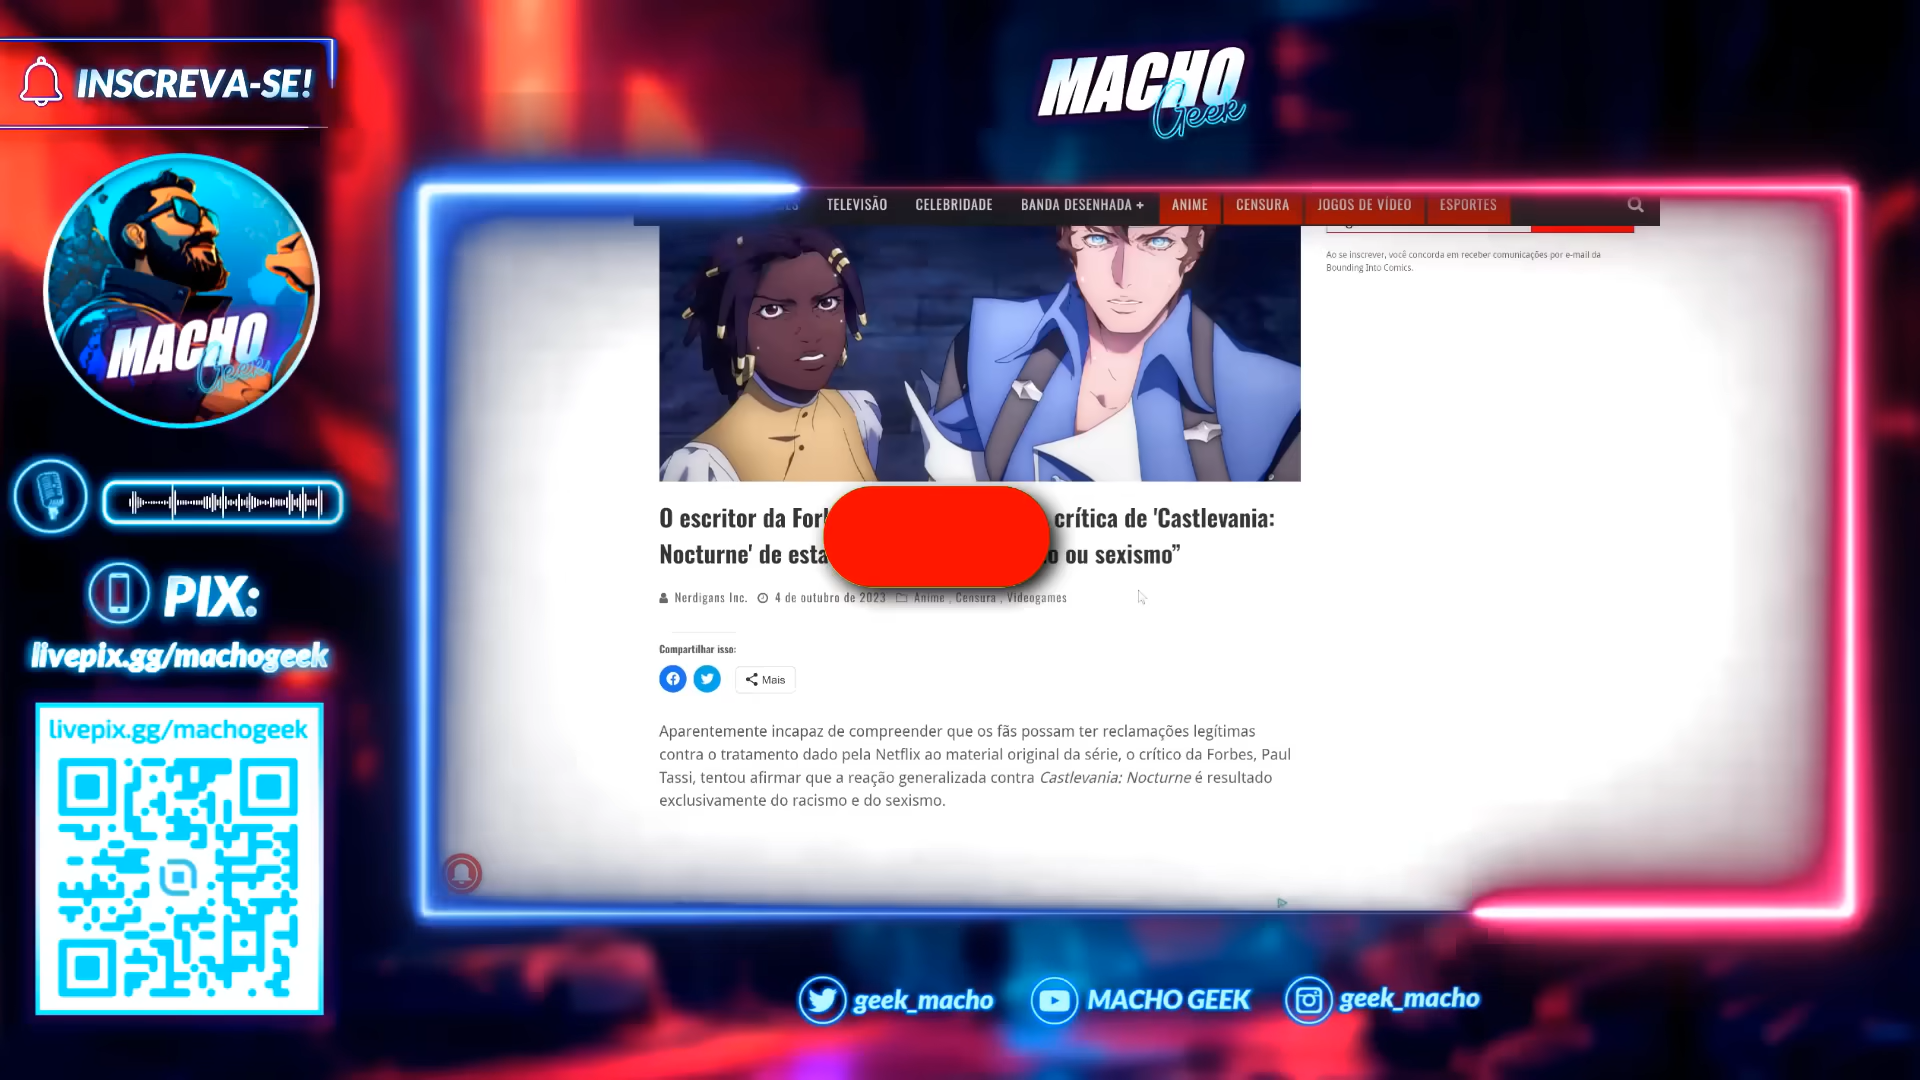 INSCREVA-SE!
MACHO
Geek
TELEVISÃO CELEBRIDADE BANDA DESENHADA + ANIME CENSURA JOGOS DE VÍDEO ESPORTES
Ao se inscrever, você concorda em receber comunicações por e-mail da
Bounding Into Comics.
MACHO
Geek
O escritor da crítica de 'Castlevania:
Nocturne' de ou sexismo”
Nerdigans Inc. 4 de outubro de 2023 Anime , Censura , Videogames
Compartilhar isso:
Mais
PIX:
livepix.gg/machogeek
livepix.gg/machogeek
Aparentemente incapaz de compreender que os fãs possam ter reclamações legítimas
contra o tratamento dado pela Netflix ao material original da série, o crítico da Forbes, Paul
Tassi, tentou afirmar que a reação generalizada contra Castlevania: Nocturne é resultado
exclusivamente do racismo e do sexismo.
geek_macho MACHO GEEK geek_macho